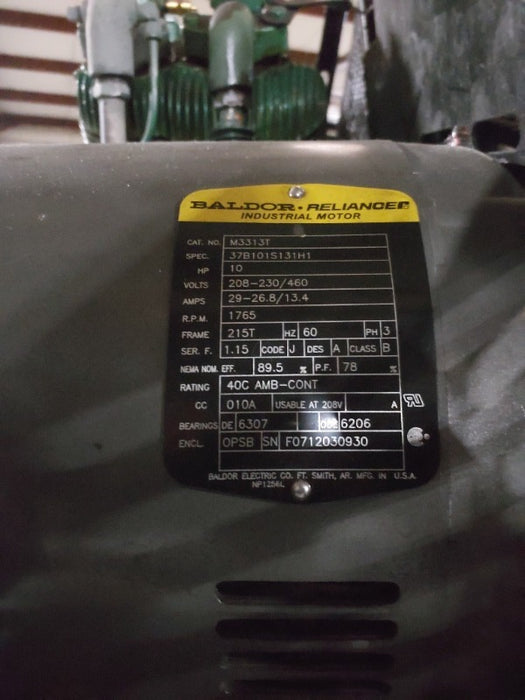 BALDOR • RELIANCER
INDUSTRIAL MOTOR
CAT. NO. M3313T
SPEC. 37B101S131H1
HP 10
VOLTS 208-230/460
AMPS 29-26.8/13.4
R.P.M. 1765
FRAME 215T HZ 60 PH 3
SER. F. 1.15 CODE J DES A CLASS B
NEMA NOM. EFF. 89.5 % P.F. 78 %
RATING 40C AMB-CONT
CC 010A USABLE AT 208V A
BEARINGS DE 6307 ODE 6206
ENCL. OPSB SN F0712030930
BALDOR ELECTRIC CO. FT. SMITH, AR. MFG. IN U.S.A.
NP1256L